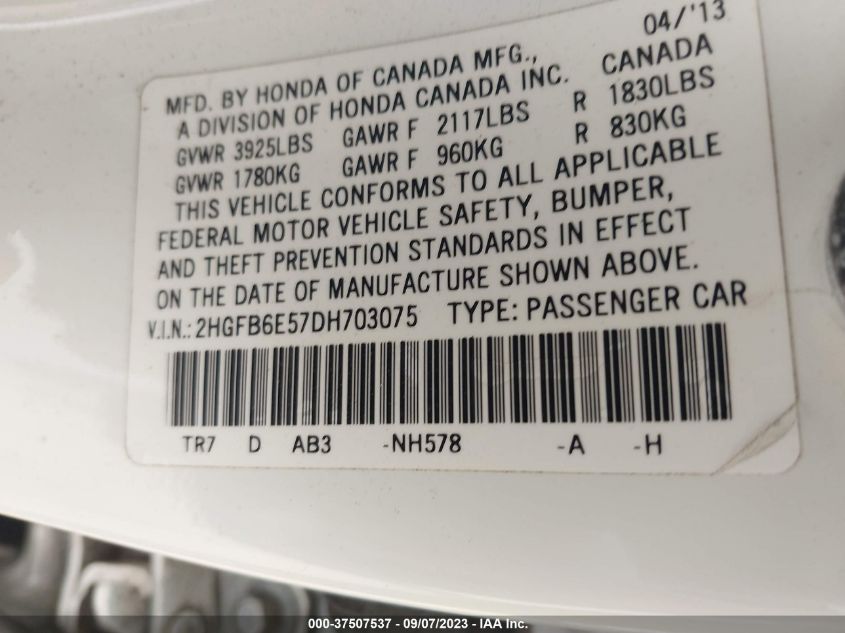 04/'13
MFD. BY HONDA OF CANADA MFG.,
A DIVISION OF HONDA CANADA INC. CANADA
GVWR 3925LBS GAWR F 2117LBS R 1830LBS
GVWR 1780KG GAWR F 960KG R 830KG
THIS VEHICLE CONFORMS TO ALL APPLICABLE
FEDERAL MOTOR VEHICLE SAFETY, BUMPER,
AND THEFT PREVENTION STANDARDS IN EFFECT
ON THE DATE OF MANUFACTURE SHOWN ABOVE.
V.I.N.: 2HGFB6E57DH703075 TYPE: PASSENGER CAR
TR7 D AB3 -NH578 -A -H
000-37507537 - 09/07/2023 - IAA Inc.